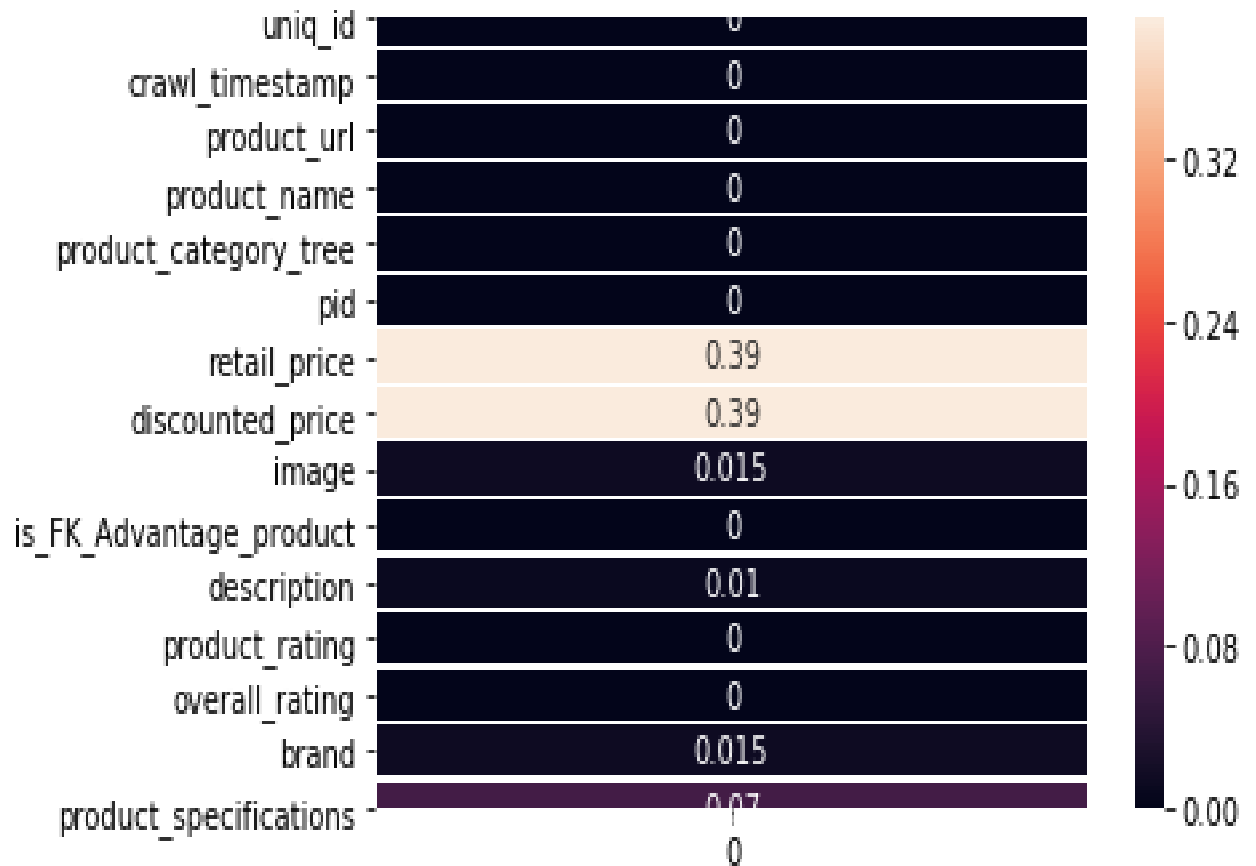 uniq_id 0
crawl_timestamp 0
product_url 0
product_name 0
product_category_tree 0
pid 0
retail_price 0.39
discounted_price 0.39
image 0.015
is_FK_Advantage_product 0
description 0.01
product_rating 0
overall_rating 0
brand 0.015
product_specifications 0.07
0
0.32
0.24
0.16
0.08
0.00